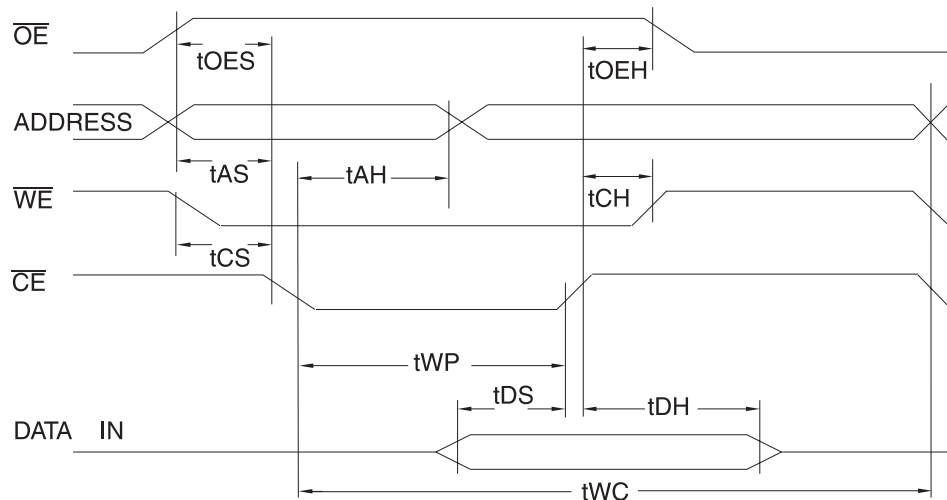 OE
tOES
tOEH
ADDRESS
tAS
tAH
WE
tCH
tCS
CE
tWP
tDS
tDH
DATA IN
tWC